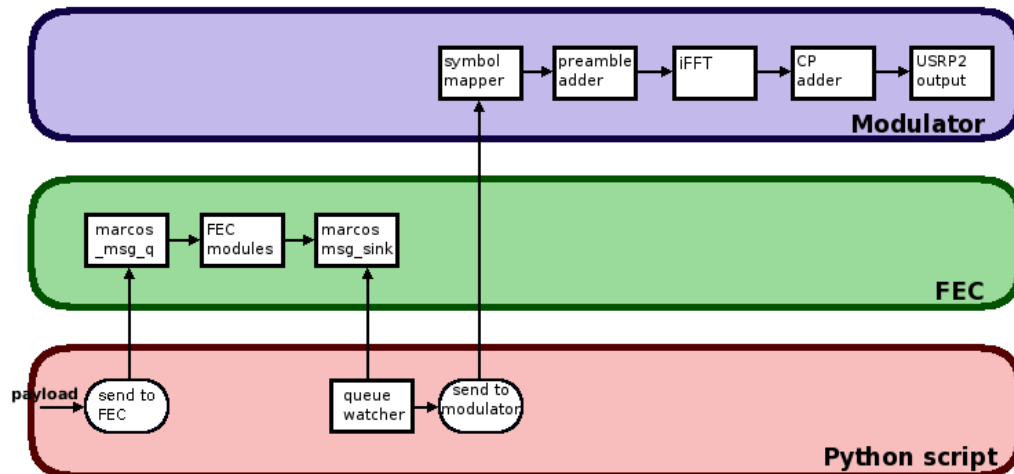 symbol
mapper
preamble
adder
iFFT
CP
adder
USRP2
output
Modulator
marcos
_msg_q
FEC
modules
marcos
msg_sink
FEC
payload
send to
FEC
queue
watcher
send to
modulator
Python script